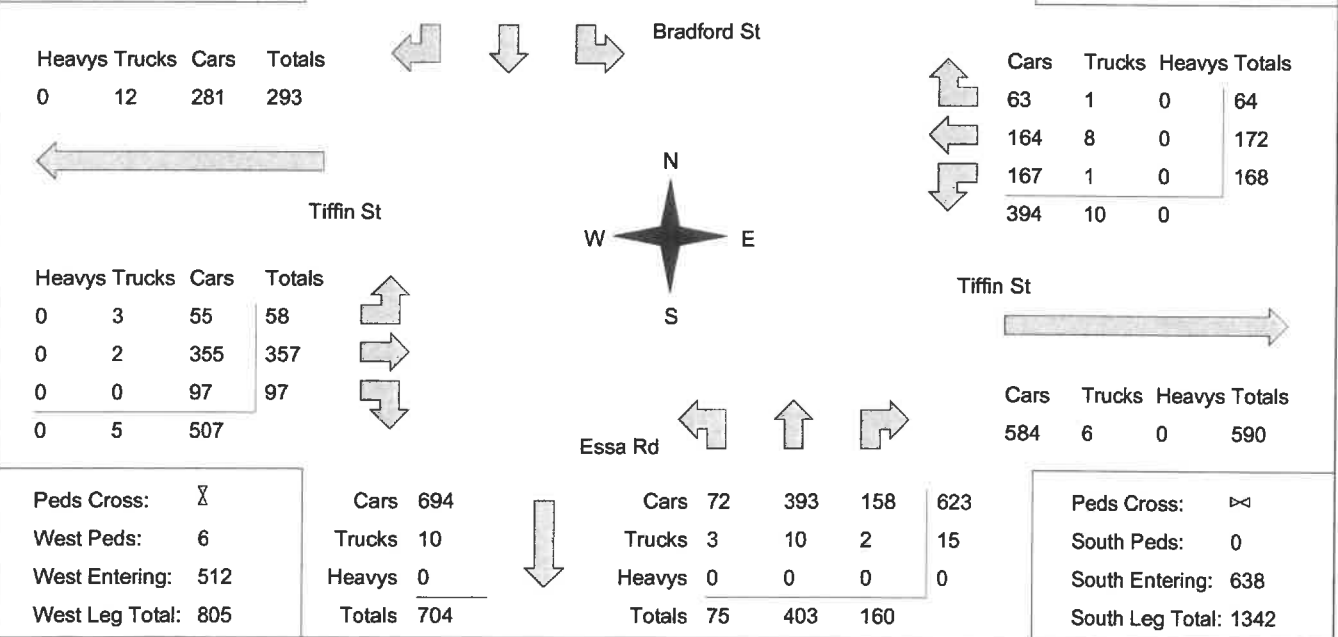 Bradford St
Heavys Trucks Cars Totals
0 12 281 293
Cars Trucks Heavys Totals
63 1 0 64
164 8 0 172
167 1 0 168
394 10 0
N
W E
S
Tiffin St
Heavys Trucks Cars Totals
0 3 55 58
0 2 355 357
0 0 97 97
0 5 507
Tiffin St
Cars Trucks Heavys Totals
584 6 0 590
Essa Rd
Peds Cross:
West Peds: 6
West Entering: 512
West Leg Total: 805
Cars 694
Trucks 10
Heavys 0
Totals 704
Cars 72 393 158 623
Trucks 3 10 2 15
Heavys 0 0 0 0
Totals 75 403 160
Peds Cross:
South Peds: 0
South Entering: 638
South Leg Total: 1342